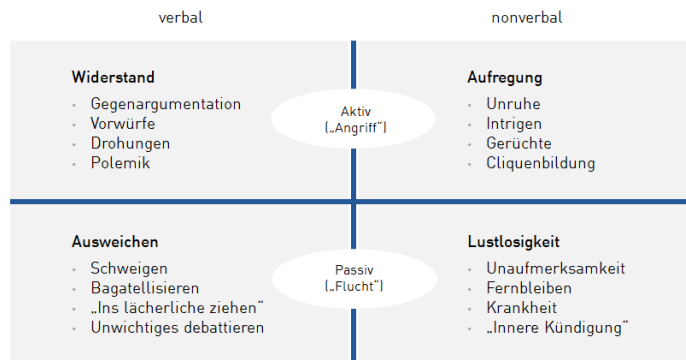 verbal
nonverbal
Widerstand
· Gegenargumentation
· Vorwürfe
· Drohungen
· Polemik
Aktiv
(„Angriff")
Aufregung
· Unruhe
· Intrigen
· Gerüchte
· Cliquenbildung
Ausweichen
· Schweigen
· Bagatellisieren
· „Ins lächerliche ziehen"
· Unwichtiges debattieren
Passiv
(„Flucht")
Lustlosigkeit
· Unaufmerksamkeit
· Fernbleiben
· Krankheit
· „Innere Kündigung"